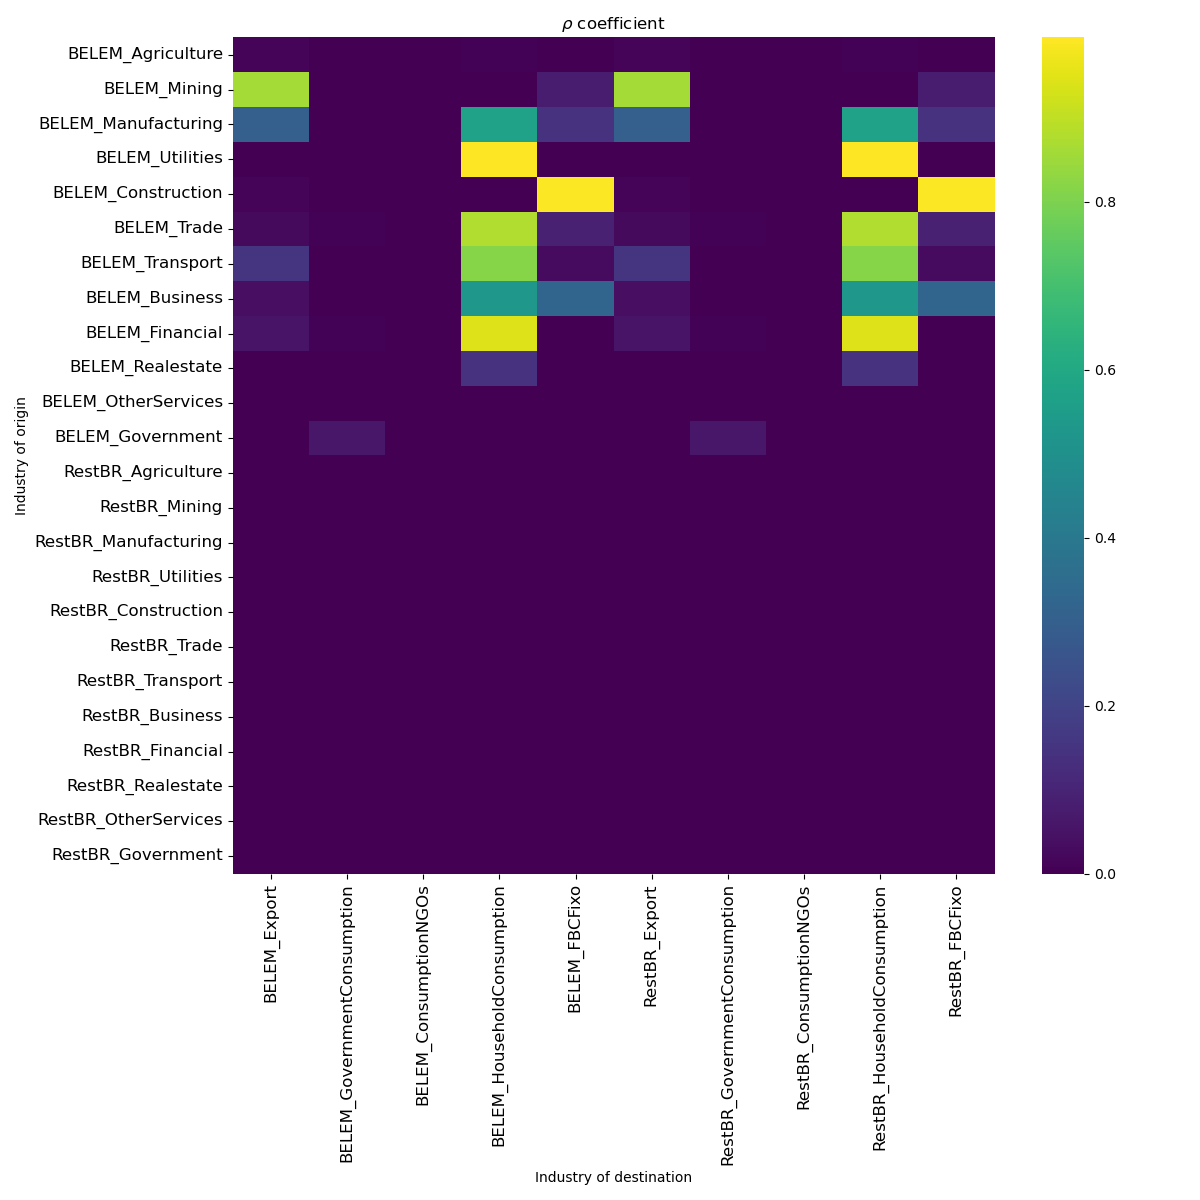 ρ coefficient
Industry of origin
BELEM_Agriculture
BELEM_Mining
BELEM_Manufacturing
BELEM_Utilities
BELEM_Construction
BELEM_Trade
BELEM_Transport
BELEM_Business
BELEM_Financial
BELEM_Realestate
BELEM_OtherServices
BELEM_Government
RestBR_Agriculture
RestBR_Mining
RestBR_Manufacturing
RestBR_Utilities
RestBR_Construction
RestBR_Trade
RestBR_Transport
RestBR_Business
RestBR_Financial
RestBR_Realestate
RestBR_OtherServices
RestBR_Government
BELEM_Export
BELEM_GovernmentConsumption
BELEM_ConsumptionNGOs
BELEM_HouseholdConsumption
BELEM_FBCFixo
RestBR_Export
RestBR_GovernmentConsumption
RestBR_ConsumptionNGOs
RestBR_HouseholdConsumption
RestBR_FBCFixo
Industry of destination
0.8
0.6
0.4
0.2
0.0